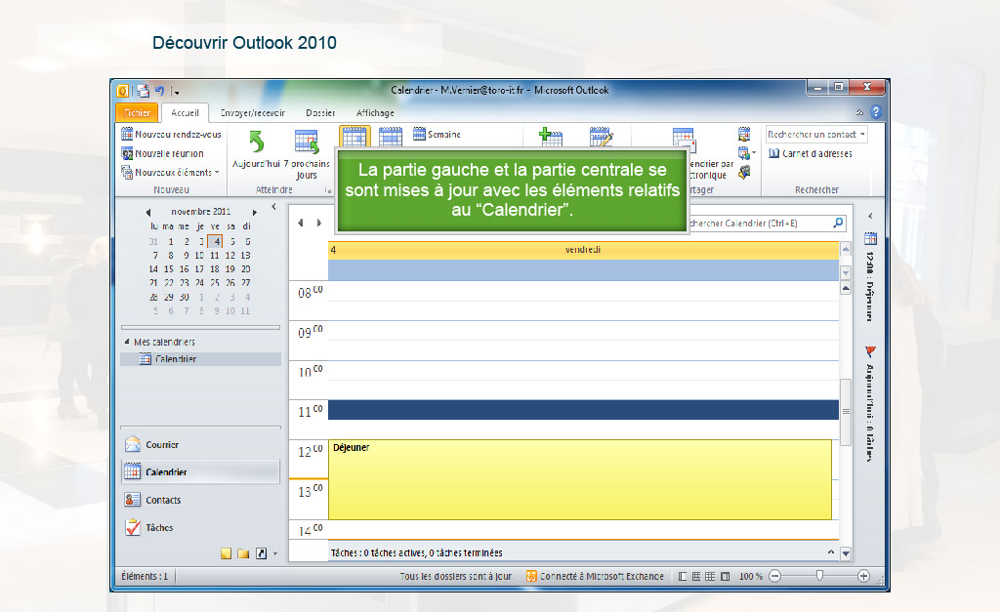 Découvrir Outlook 2010
Calendrier - M.Vernier@toro-it.fr - Microsoft Outlook
Fichier Accueil Envoyer/recevoir Dossier Affichage
Nouveau rendez-vous
Nouvelle réunion
Nouveaux éléments
Nouveau
Aujourd'hui 7 prochains jours
Atteindre
Semaine
Rechercher un contact
Carnet d'adresses
Rechercher
La partie gauche et la partie centrale se
sont mises à jour avec les éléments relatifs
au “Calendrier”.
novembre 2011
lu ma me je ve sa di
31 1 2 3 4 5 6
7 8 9 10 11 12 13
14 15 16 17 18 19 20
21 22 23 24 25 26 27
28 29 30 1 2 3 4
5 6 7 8 9 10 11
Mes calendriers
Calendrier
Courrier
Calendrier
Contacts
Tâches
chercher Calendrier (Ctrl+E)
4 vendredi
08 00
09 00
10 00
11 00
12 00 Déjeuner
13 00
14 00
Tâches : 0 tâches actives, 0 tâches terminées
12:00 : Déjeuner
Aujourd'hui : 0 tâches
Éléments : 1 Tous les dossiers sont à jour Connecté à Microsoft Exchange 100 %